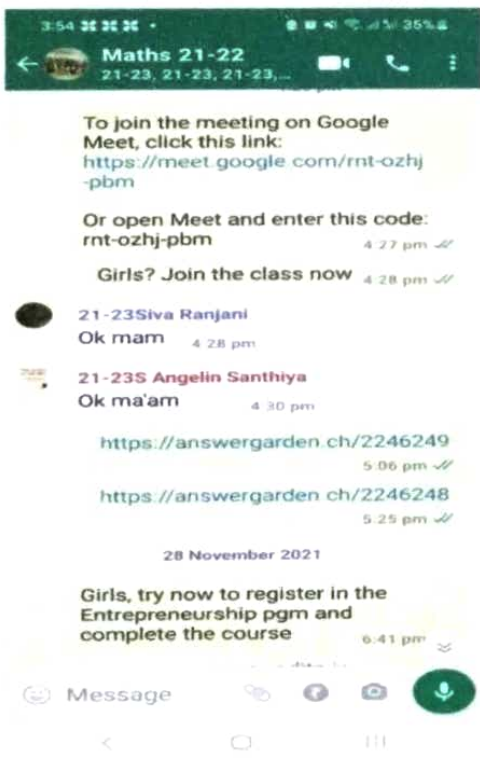 3:54
35%
Maths 21-22
21-23, 21-23, 21-23,...
To join the meeting on Google
Meet, click this link:
https://meet.google.com/rnt-ozhj
-pbm
Or open Meet and enter this code:
rnt-ozhj-pbm
4:27 pm
Girls? Join the class now
4:28 pm
21-23Siva Ranjani
Ok mam
4:28 pm
21-23S Angelin Santhiya
Ok ma'am
4:30 pm
https://answergarden.ch/2246249
5:06 pm
https://answergarden.ch/2246248
5:25 pm
28 November 2021
Girls, try now to register in the
Entrepreneurship pgm and
complete the course
6:41 pm
Message